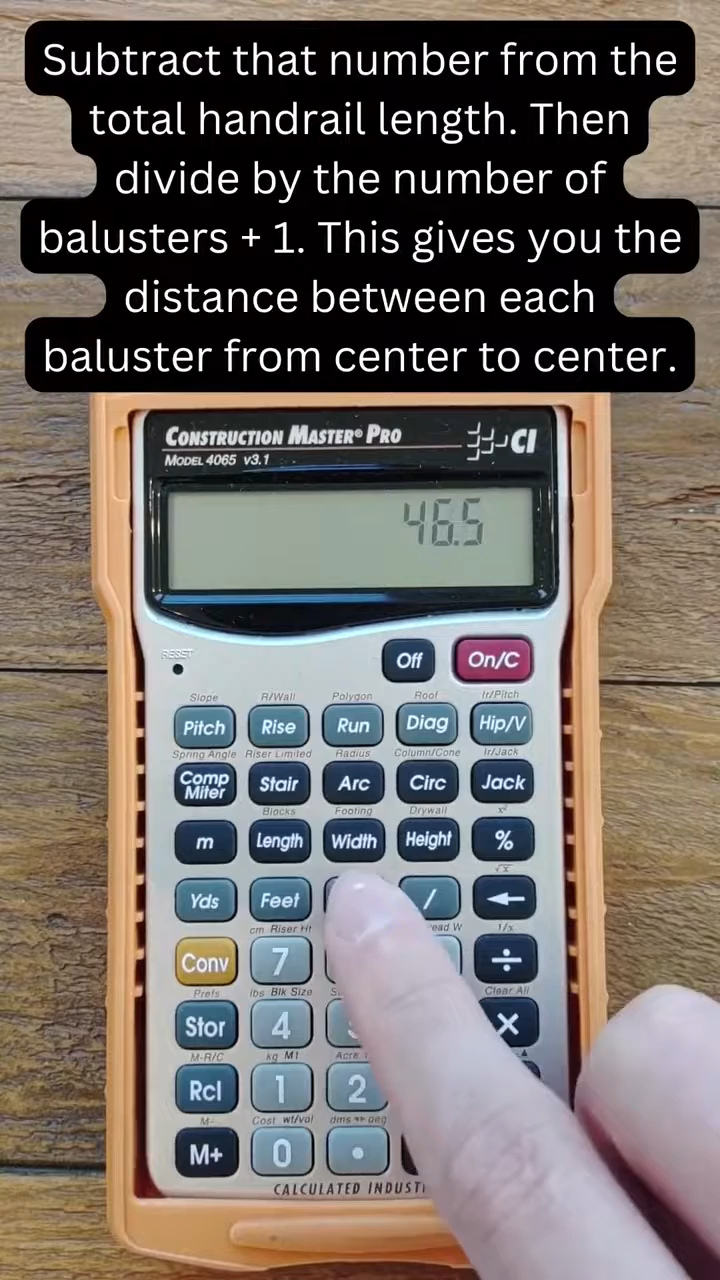 Subtract that number from the
total handrail length. Then
divide by the number of
balusters + 1. This gives you the
distance between each
baluster from center to center.
CONSTRUCTION MASTER® PRO
MODEL 4065 v3.1
CI
46.5
RESET
Off On/C
Slope R/Wall Polygon Roof Ir/Pitch
Pitch Rise Run Diag Hip/V
Spring Angle Riser Limited Radius Column/Cone Ir/Jack
Comp Miter Stair Arc Circ Jack
Blocks Footing Drywall x²
m Length Width Height %
√x
Yds Feet / ←
cm Riser Ht 1/x
Conv 7 ÷
Prefs lbs Blk Size Clear All
Stor 4 X
M-R/C kg M1
Rcl 1 2
M- Cost wt/vol dms ↔ deg
M+ 0 •